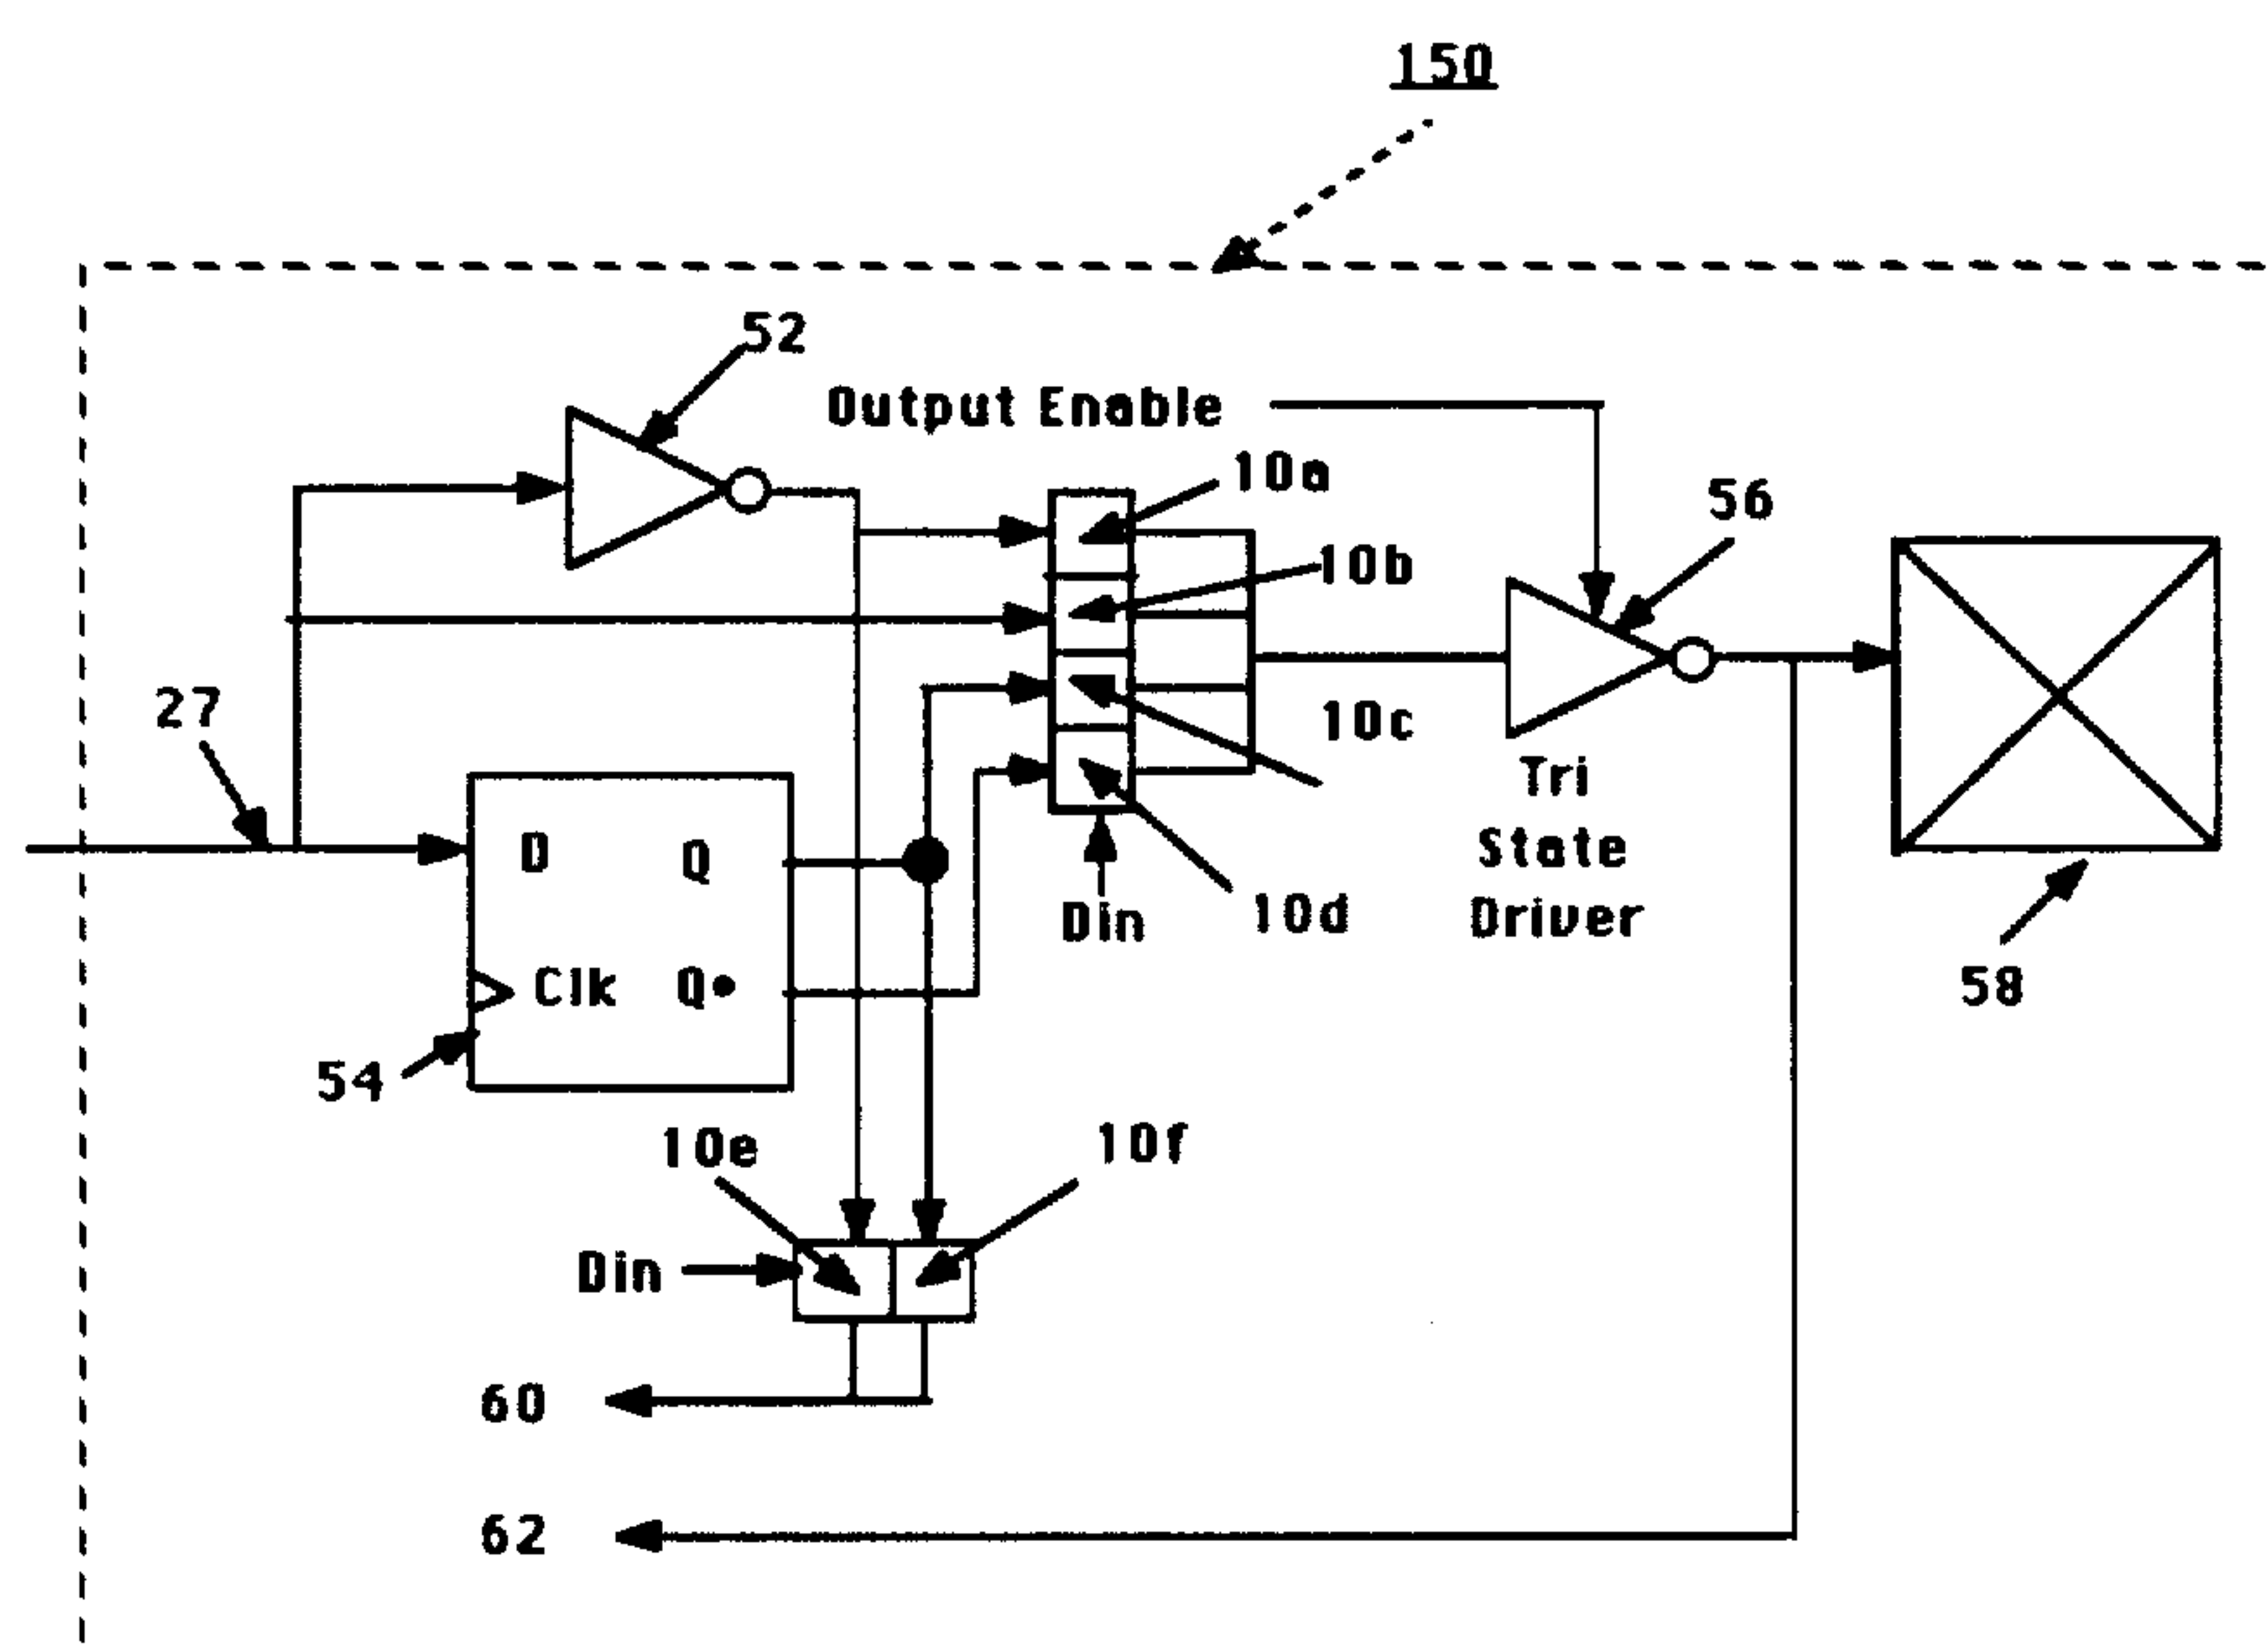 150
52
Output Enable
10a
56
10b
27
10c
D Q
Tri
State
Driver
Din
10d
Clk Q•
58
54
10e
10f
Din
60
62